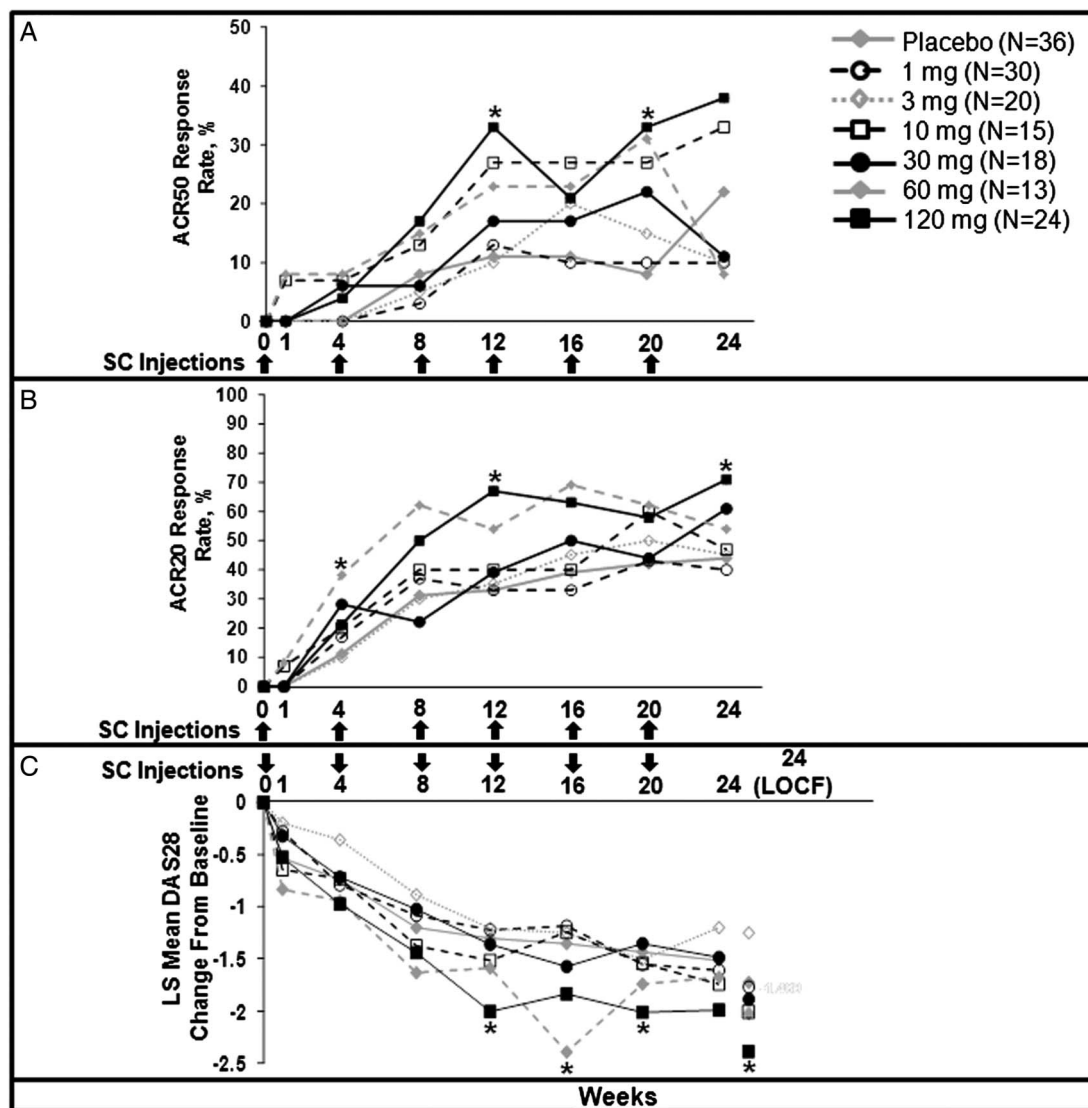 A
50
40
30
20
10
0
ACR50 Response
Rate, %
*
*
Placebo (N=36)
1 mg (N=30)
3 mg (N=20)
10 mg (N=15)
30 mg (N=18)
60 mg (N=13)
120 mg (N=24)
0 1 4 8 12 16 20 24
SC Injections
B
100
90
80
70
60
50
40
30
20
10
0
ACR20 Response
Rate, %
*
*
*
0 1 4 8 12 16 20 24
SC Injections
C
SC Injections
24
0 1 4 8 12 16 20 24 (LOCF)
0
-0.5
-1
-1.5
-2
-2.5
LS Mean DAS28
Change From Baseline
*
*
*
*
Weeks